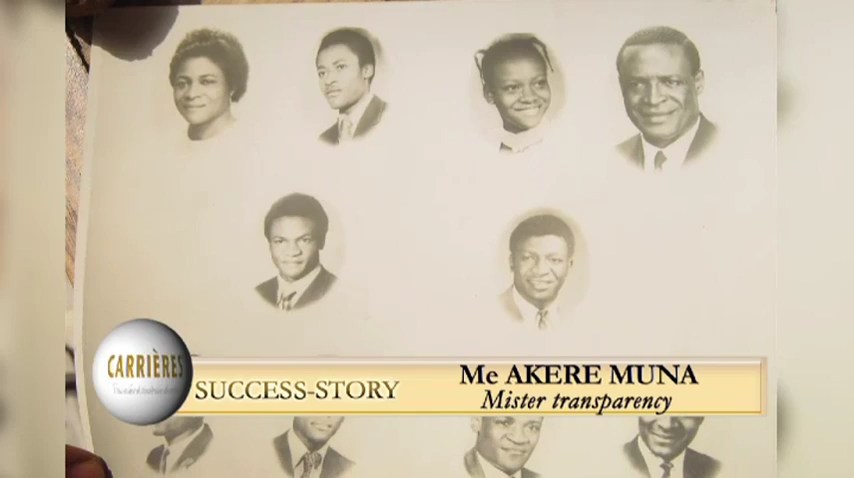 CARRIÈRES
SUCCESS-STORY
Me AKERE MUNA
Mister transparency